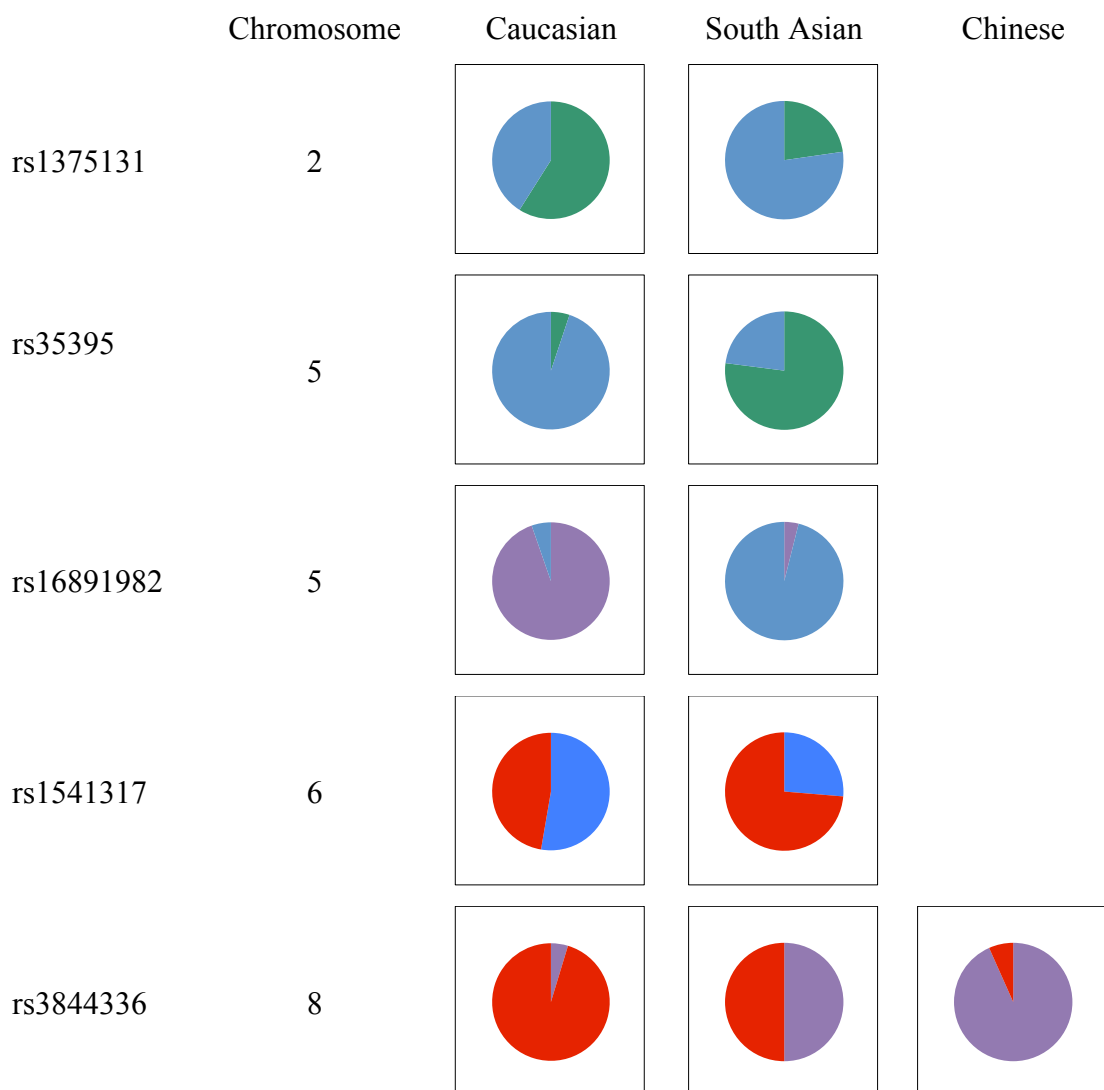 Chromosome Caucasian South Asian Chinese
rs1375131 2
rs35395
5
rs16891982 5
rs1541317 6
rs3844336 8